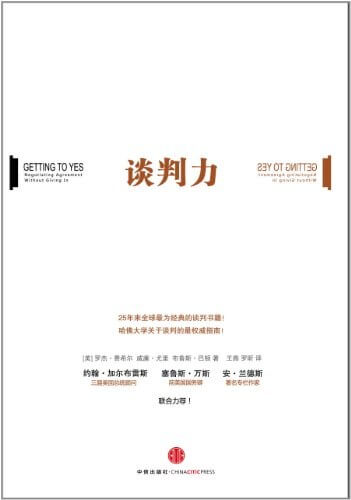 GETTING TO YES
Negotiating Agreement
Without Giving In
谈判力
GETTING TO YES
Negotiating Agreement
Without Giving In
25年来全球最为经典的谈判书籍！
哈佛大学关于谈判的最权威指南！
[美] 罗杰·费希尔 威廉·尤里 布鲁斯·巴顿 著 王燕 罗昕 译
约翰·加尔布雷斯
三届美国总统顾问
塞鲁斯·万斯
前美国国务卿
安·兰德斯
著名专栏作家
联合力荐！
中信出版社·CHINACITICPRESS